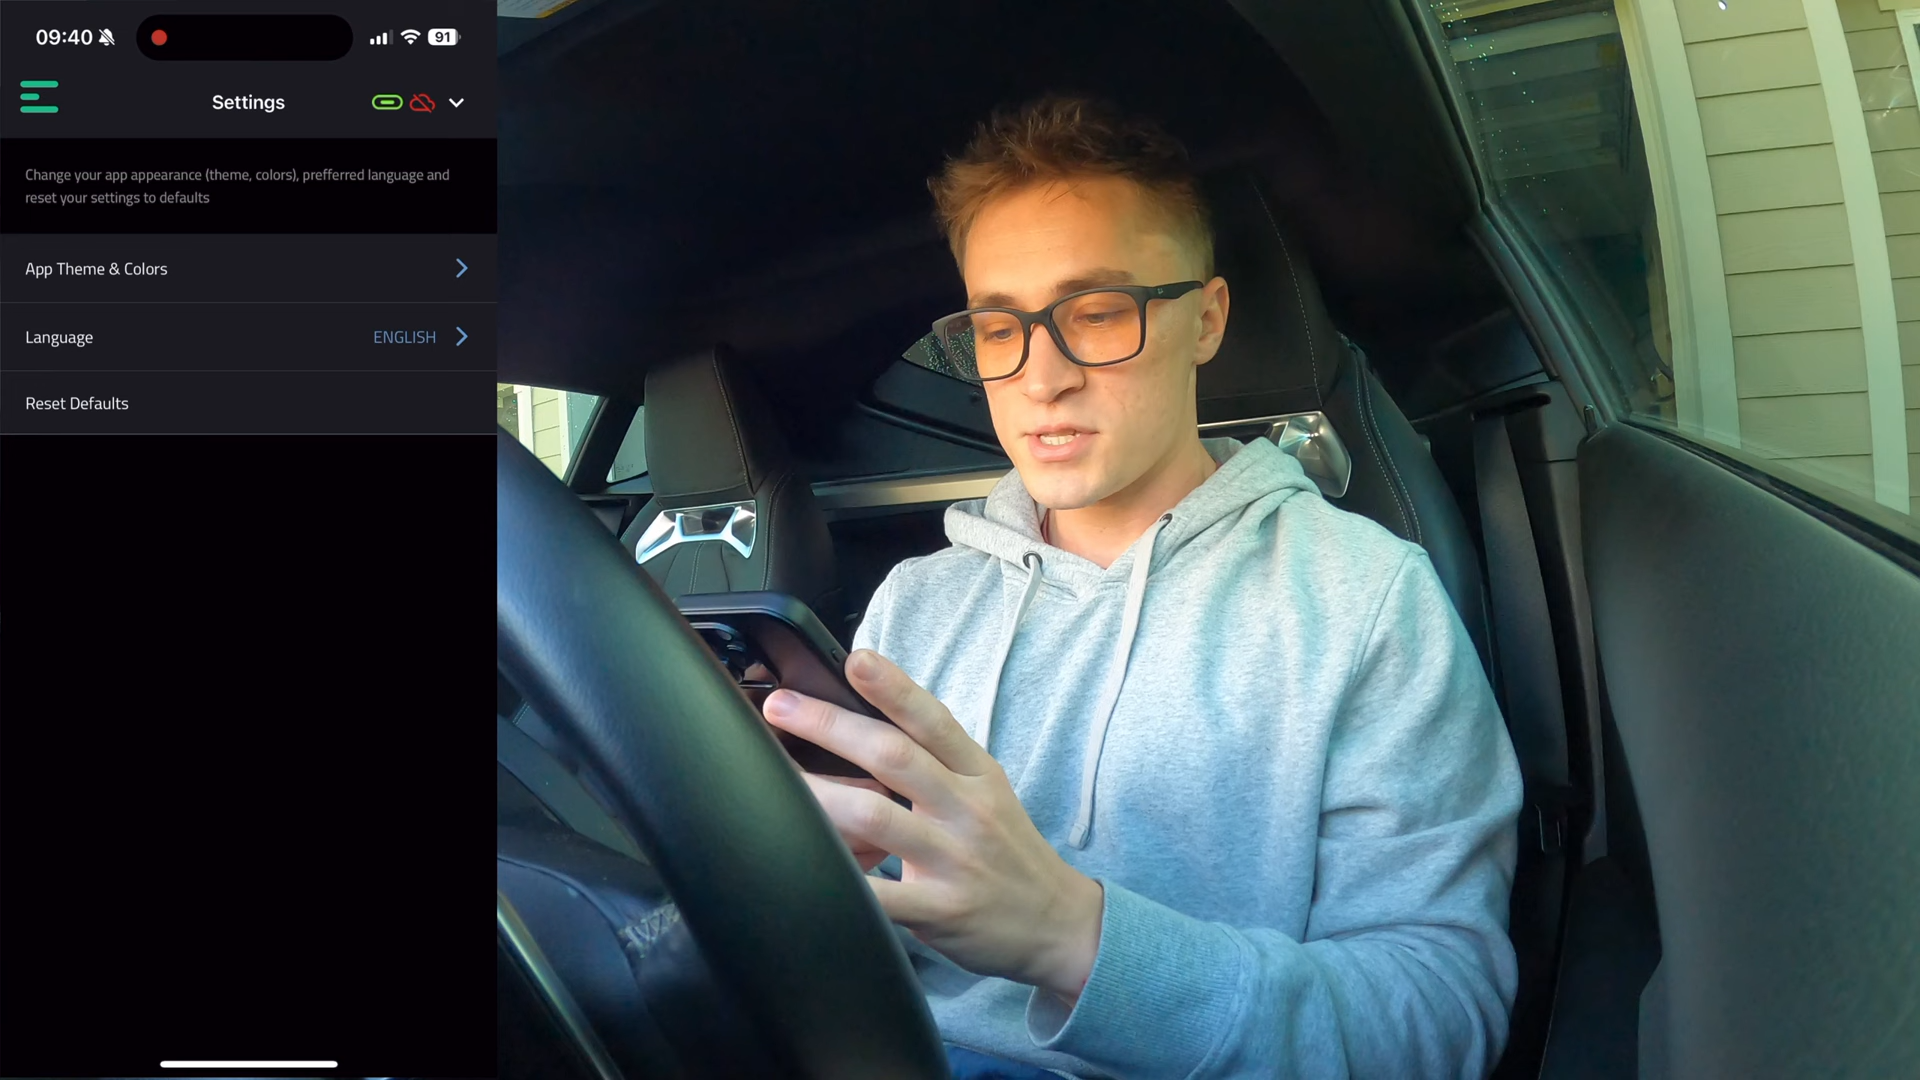 09:40
91
Settings
Change your app appearance (theme, colors), prefferred language and
reset your settings to defaults
App Theme & Colors
Language
ENGLISH
Reset Defaults